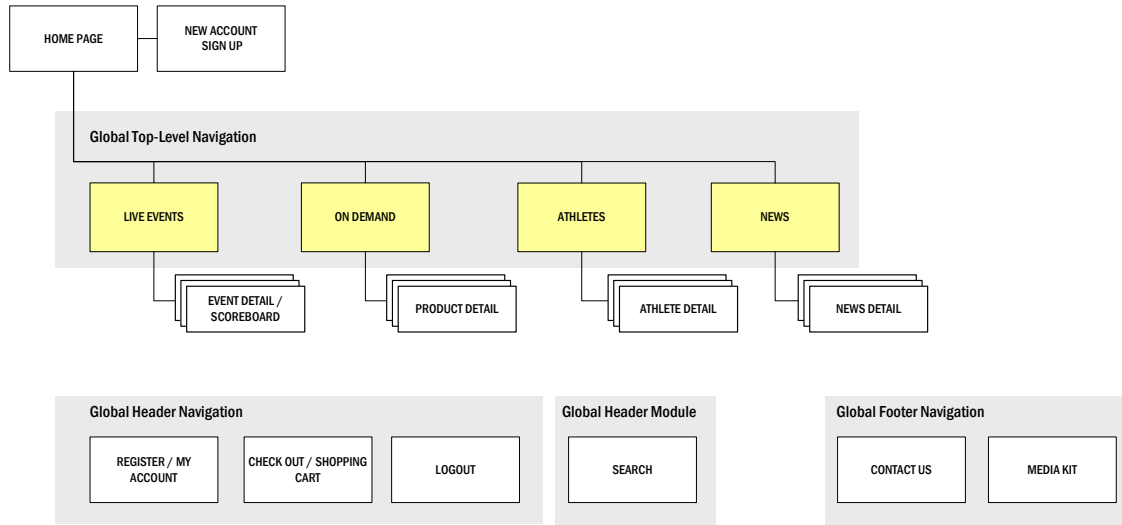 HOME PAGE
NEW ACCOUNT
SIGN UP
Global Top-Level Navigation
LIVE EVENTS
ON DEMAND
ATHLETES
NEWS
EVENT DETAIL /
SCOREBOARD
PRODUCT DETAIL
ATHLETE DETAIL
NEWS DETAIL
Global Header Navigation
REGISTER / MY
ACCOUNT
CHECK OUT / SHOPPING
CART
LOGOUT
Global Header Module
SEARCH
Global Footer Navigation
CONTACT US
MEDIA KIT